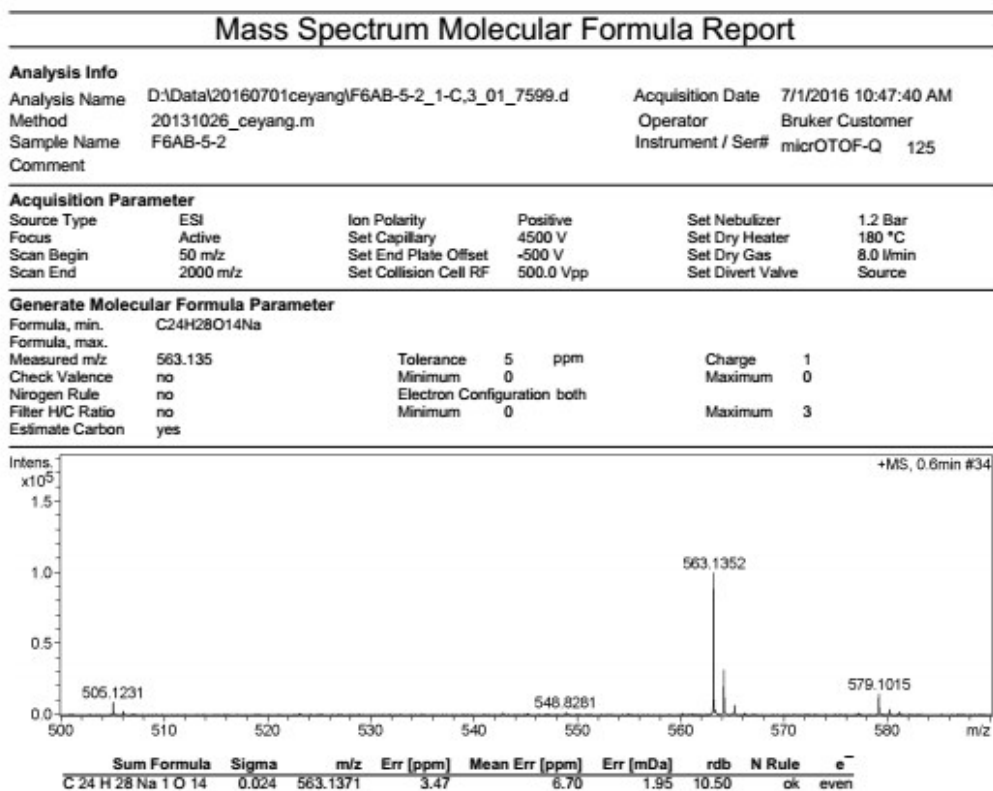 Mass Spectrum Molecular Formula Report
Analysis Info
Analysis Name D:\Data\20160701ceyang\F6AB-5-2_1-C,3_01_7599.d Acquisition Date 7/1/2016 10:47:40 AM
Method 20131026_ceyang.m Operator Bruker Customer
Sample Name F6AB-5-2 Instrument / Ser# micrOTOF-Q 125
Comment
Acquisition Parameter
Source Type ESI Ion Polarity Positive Set Nebulizer 1.2 Bar
Focus Active Set Capillary 4500 V Set Dry Heater 180 °C
Scan Begin 50 m/z Set End Plate Offset -500 V Set Dry Gas 8.0 l/min
Scan End 2000 m/z Set Collision Cell RF 500.0 Vpp Set Divert Valve Source
Generate Molecular Formula Parameter
Formula, min. C24H28O14Na
Formula, max.
Measured m/z 563.135 Tolerance 5 ppm Charge 1
Check Valence no Minimum 0 Maximum 0
Nirogen Rule no Electron Configuration both
Filter H/C Ratio no Minimum 0 Maximum 3
Estimate Carbon yes
Intens. +MS, 0.6min #34
x10⁵
1.5
1.0
563.1352
0.5
505.1231 548.8281 579.1015
0.0
500 510 520 530 540 550 560 570 580 m/z
Sum Formula Sigma m/z Err [ppm] Mean Err [ppm] Err [mDa] rdb N Rule e⁻
C 24 H 28 Na 1 O 14 0.024 563.1371 3.47 6.70 1.95 10.50 ok even